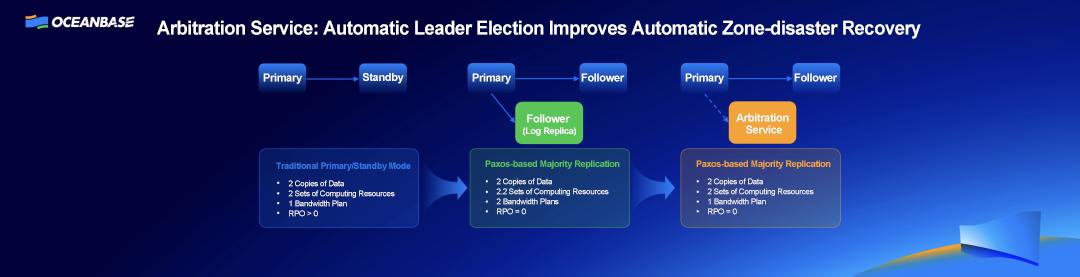 OCEANBASE
Arbitration Service: Automatic Leader Election Improves Automatic Zone-disaster Recovery
Primary
Standby
Primary
Follower
Follower
(Log Replica)
Primary
Follower
Arbitration
Service
Traditional Primary/Standby Mode
• 2 Copies of Data
• 2 Sets of Computing Resources
• 1 Bandwidth Plan
• RPO > 0
Paxos-based Majority Replication
• 2 Copies of Data
• 2.2 Sets of Computing Resources
• 2 Bandwidth Plans
• RPO = 0
Paxos-based Majority Replication
• 2 Copies of Data
• 2 Sets of Computing Resources
• 1 Bandwidth Plan
• RPO = 0